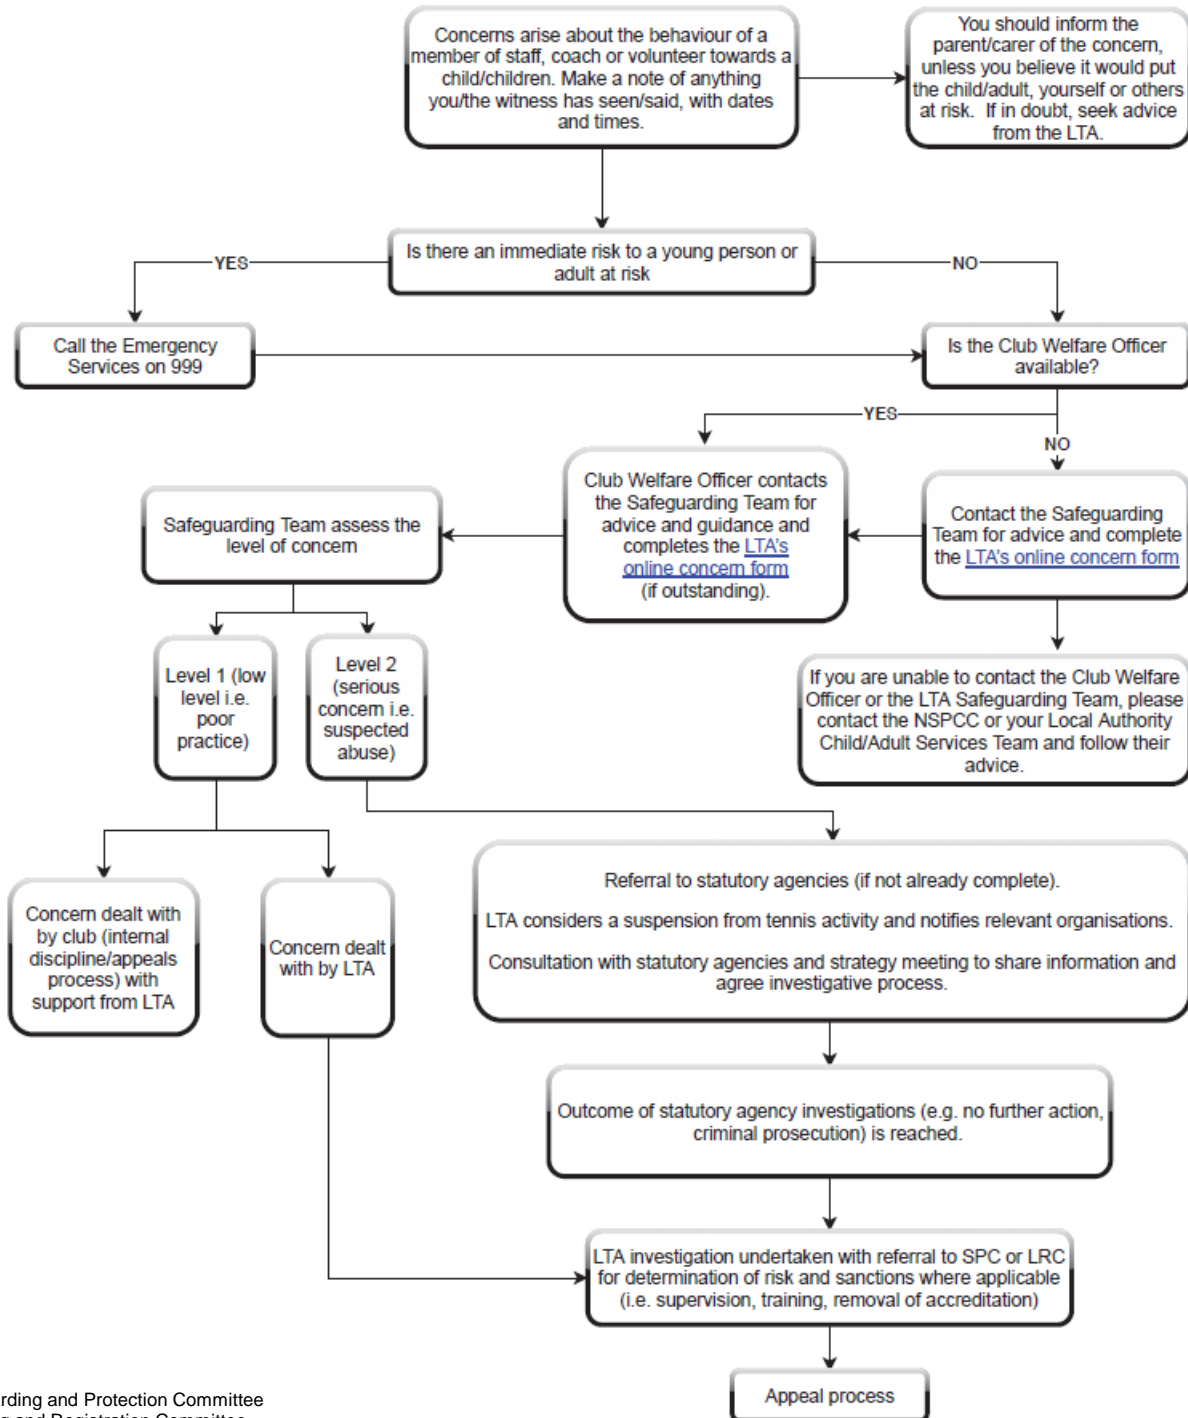 Concerns arise about the behaviour of a
member of staff, coach or volunteer towards a
child/children. Make a note of anything
you/the witness has seen/said, with dates
and times.
You should inform the
parent/carer of the concern,
unless you believe it would put
the child/adult, yourself or others
at risk. If in doubt, seek advice
from the LTA.
Is there an immediate risk to a young person or
adult at risk
YES
NO
Call the Emergency
Services on 999
Is the Club Welfare Officer
available?
YES
NO
Club Welfare Officer contacts
the Safeguarding Team for
advice and guidance and
completes the LTA's
online concern form
(if outstanding).
Contact the Safeguarding
Team for advice and complete
the LTA's online concern form
Safeguarding Team assess the
level of concern
Level 1 (low
level i.e.
poor
practice)
Level 2
(serious
concern i.e.
suspected
abuse)
If you are unable to contact the Club Welfare
Officer or the LTA Safeguarding Team, please
contact the NSPCC or your Local Authority
Child/Adult Services Team and follow their
advice.
Concern dealt with
by club (internal
discipline/appeals
process) with
support from LTA
Concern dealt
with by LTA
Referral to statutory agencies (if not already complete).
LTA considers a suspension from tennis activity and notifies relevant organisations.
Consultation with statutory agencies and strategy meeting to share information and
agree investigative process.
Outcome of statutory agency investigations (e.g. no further action,
criminal prosecution) is reached.
LTA investigation undertaken with referral to SPC or LRC
for determination of risk and sanctions where applicable
(i.e. supervision, training, removal of accreditation)
Appeal process
rding and Protection Committee
and Registration Committee